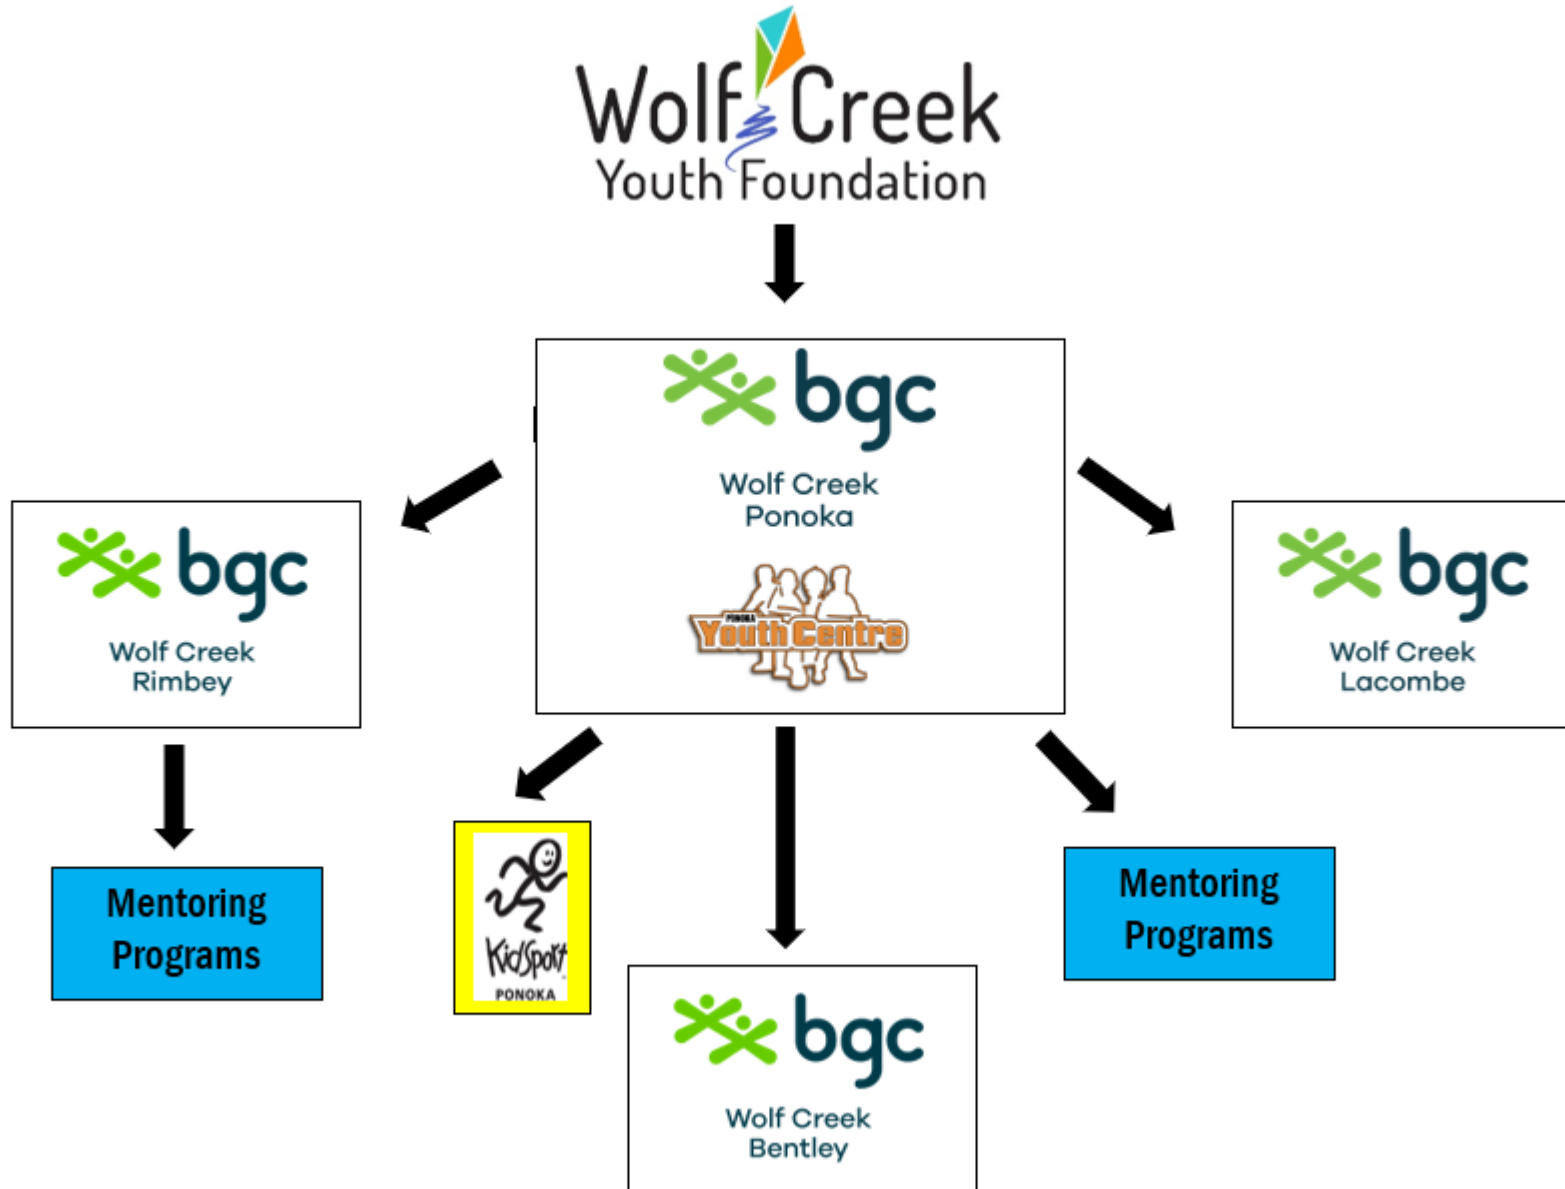 Wolf Creek
Youth Foundation
bgc
Wolf Creek
Ponoka
PONOKA
Youth Centre
bgc
Wolf Creek
Rimbey
bgc
Wolf Creek
Lacombe
Mentoring
Programs
KidSport
PONOKA
Mentoring
Programs
bgc
Wolf Creek
Bentley